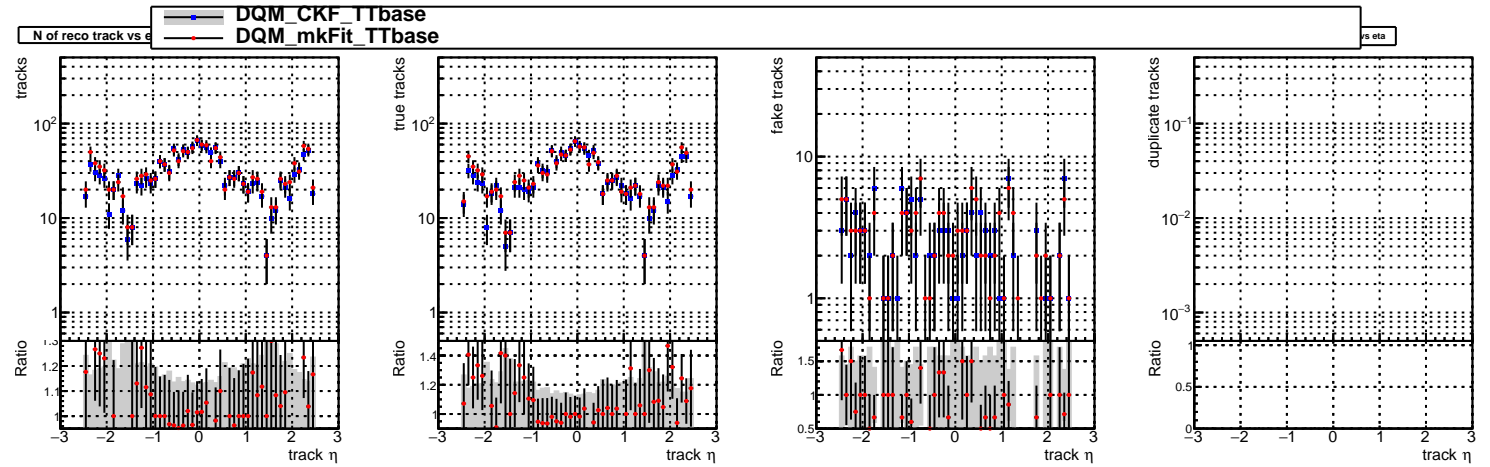 DQM_CKF_TTbase
DQM_mkFit_TTbase
N of reco track vs e
vs eta
tracks
10²
10
1
Ratio
1.3
1.2
1.1
1
−3 −2 −1 0 1 2 3
track η
true tracks
10²
10
1
Ratio
1.4
1.2
1
−3 −2 −1 0 1 2 3
track η
fake tracks
10
1
Ratio
1.5
1
0.5
−3 −2 −1 0 1 2 3
track η
duplicate tracks
10⁻¹
10⁻²
10⁻³
Ratio
1
0.5
0
−3 −2 −1 0 1 2 3
track η